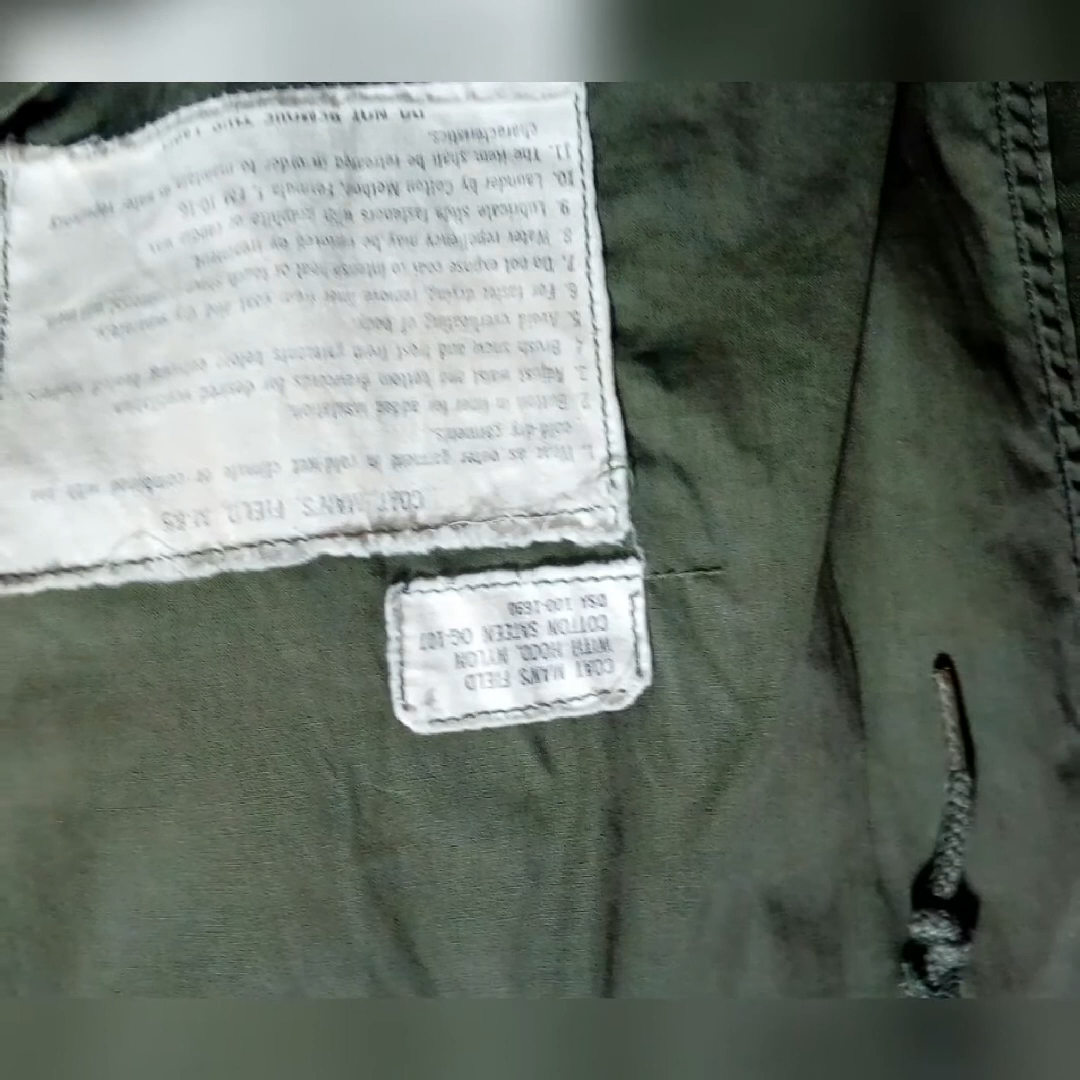 COAT, MAN'S, FIELD, M-65
1. Wear as outer garment in cold-wet climate or combined with
cold-dry garments.
2. Button in liner for added insulation.
3. Adjust waist and bottom drawcords for desired ventilation
4. Brush snow and frost from garments before entering heated shelters
5. Avoid overheating of body.
6. For faster drying, remove liner from coat and dry separately.
7. Do not expose coat to intense heat or
8. Water repellency may be restored by treatment.
9. Lubricate slide fasteners with graphite or wax
10. Launder by Cotton Method, Formula 1, FM 10-16
11. The item shall be retreated in order to maintain its water repellent
characteristics.
DO NOT REMOVE THIS LABEL
COAT MAN'S FIELD
WITH HOOD, NYLON
COTTON SATEEN OG-107
DSA 100-1690